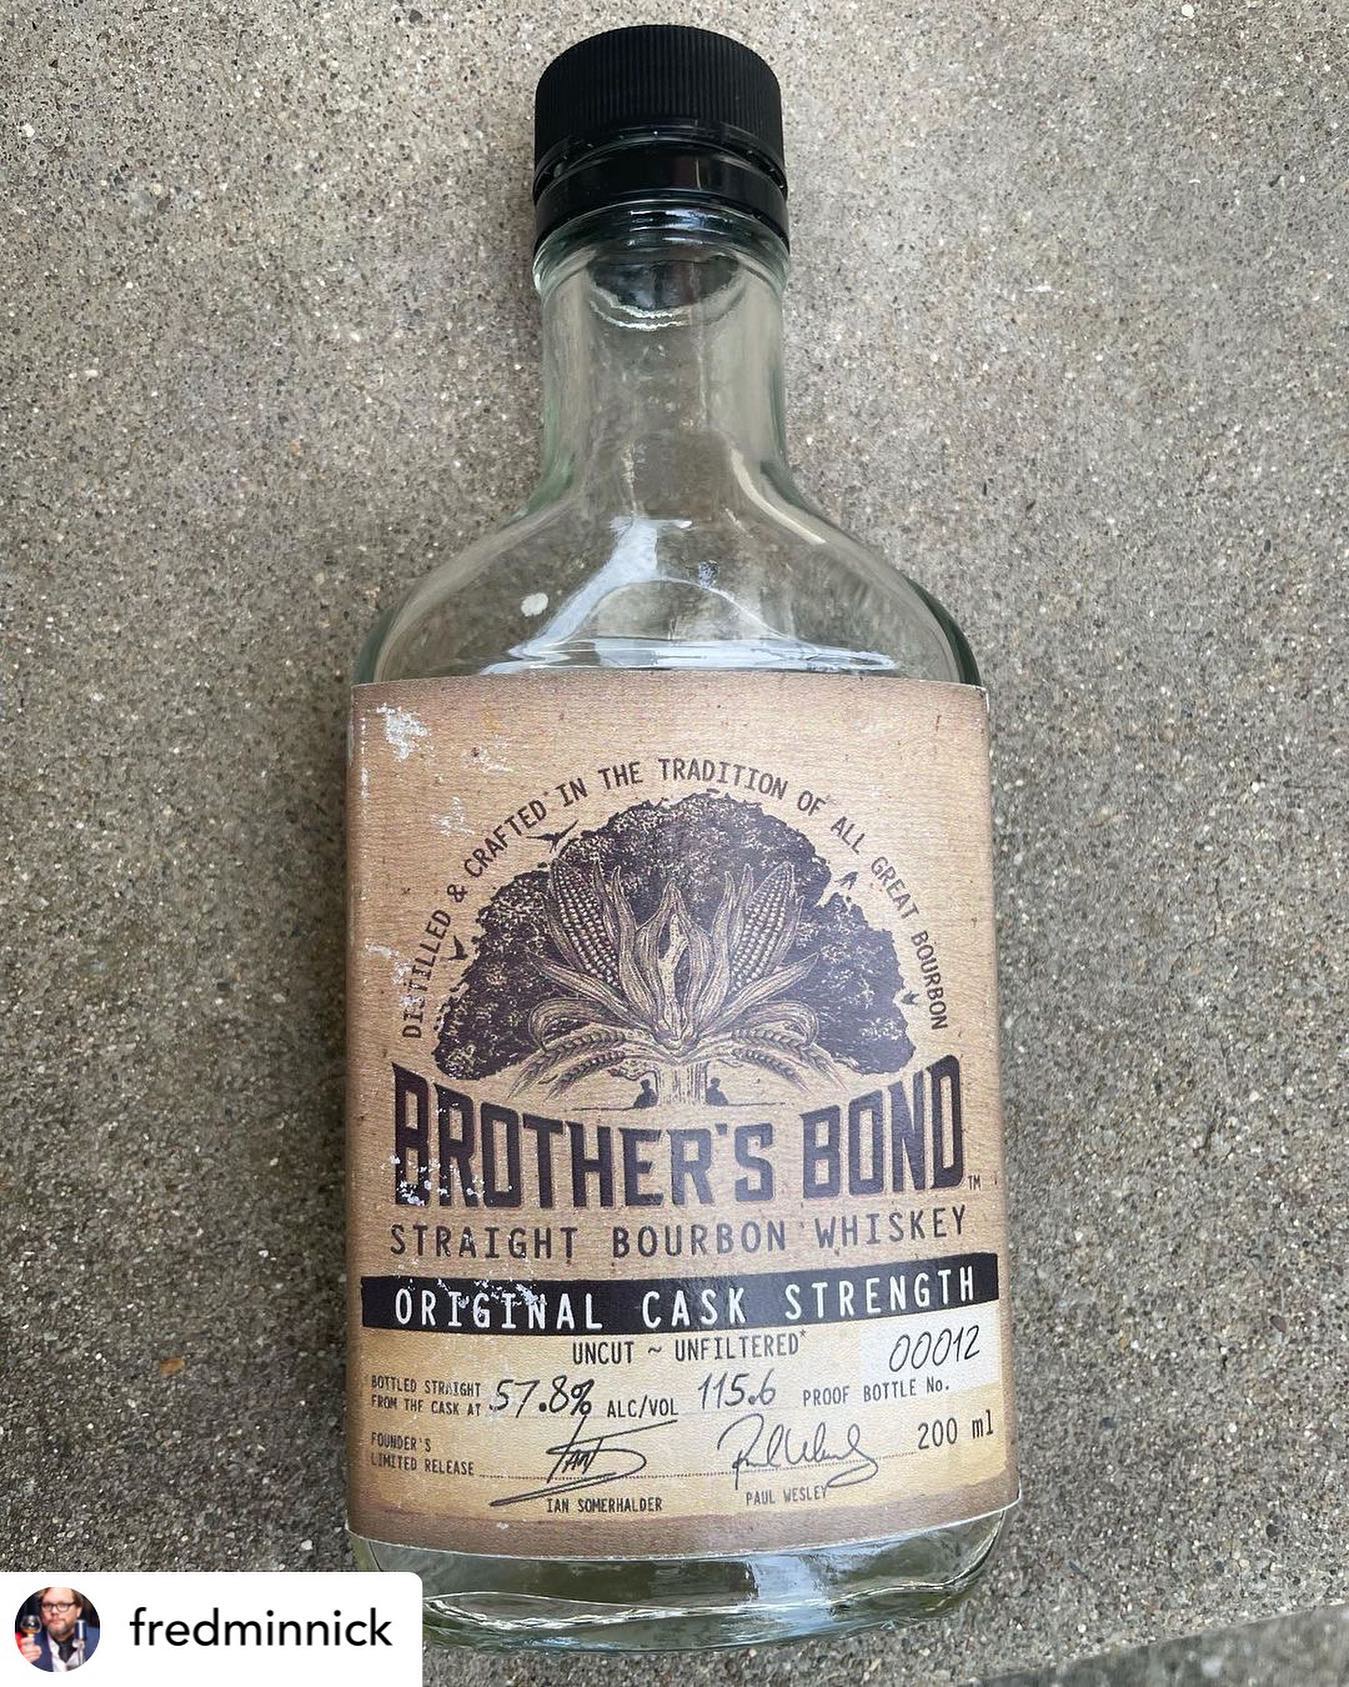 DISTILLED & CRAFTED IN THE TRADITION OF ALL GREAT BOURBON
BROTHER'S BOND™
STRAIGHT BOURBON WHISKEY
ORIGINAL CASK STRENGTH
UNCUT ~ UNFILTERED*
00012
BOTTLED STRAIGHT
FROM THE CASK AT 57.8% ALC/VOL 115.6 PROOF BOTTLE No.
FOUNDER'S
LIMITED RELEASE
200 ml
IAN SOMERHALDER
PAUL WESLEY
fredminnick